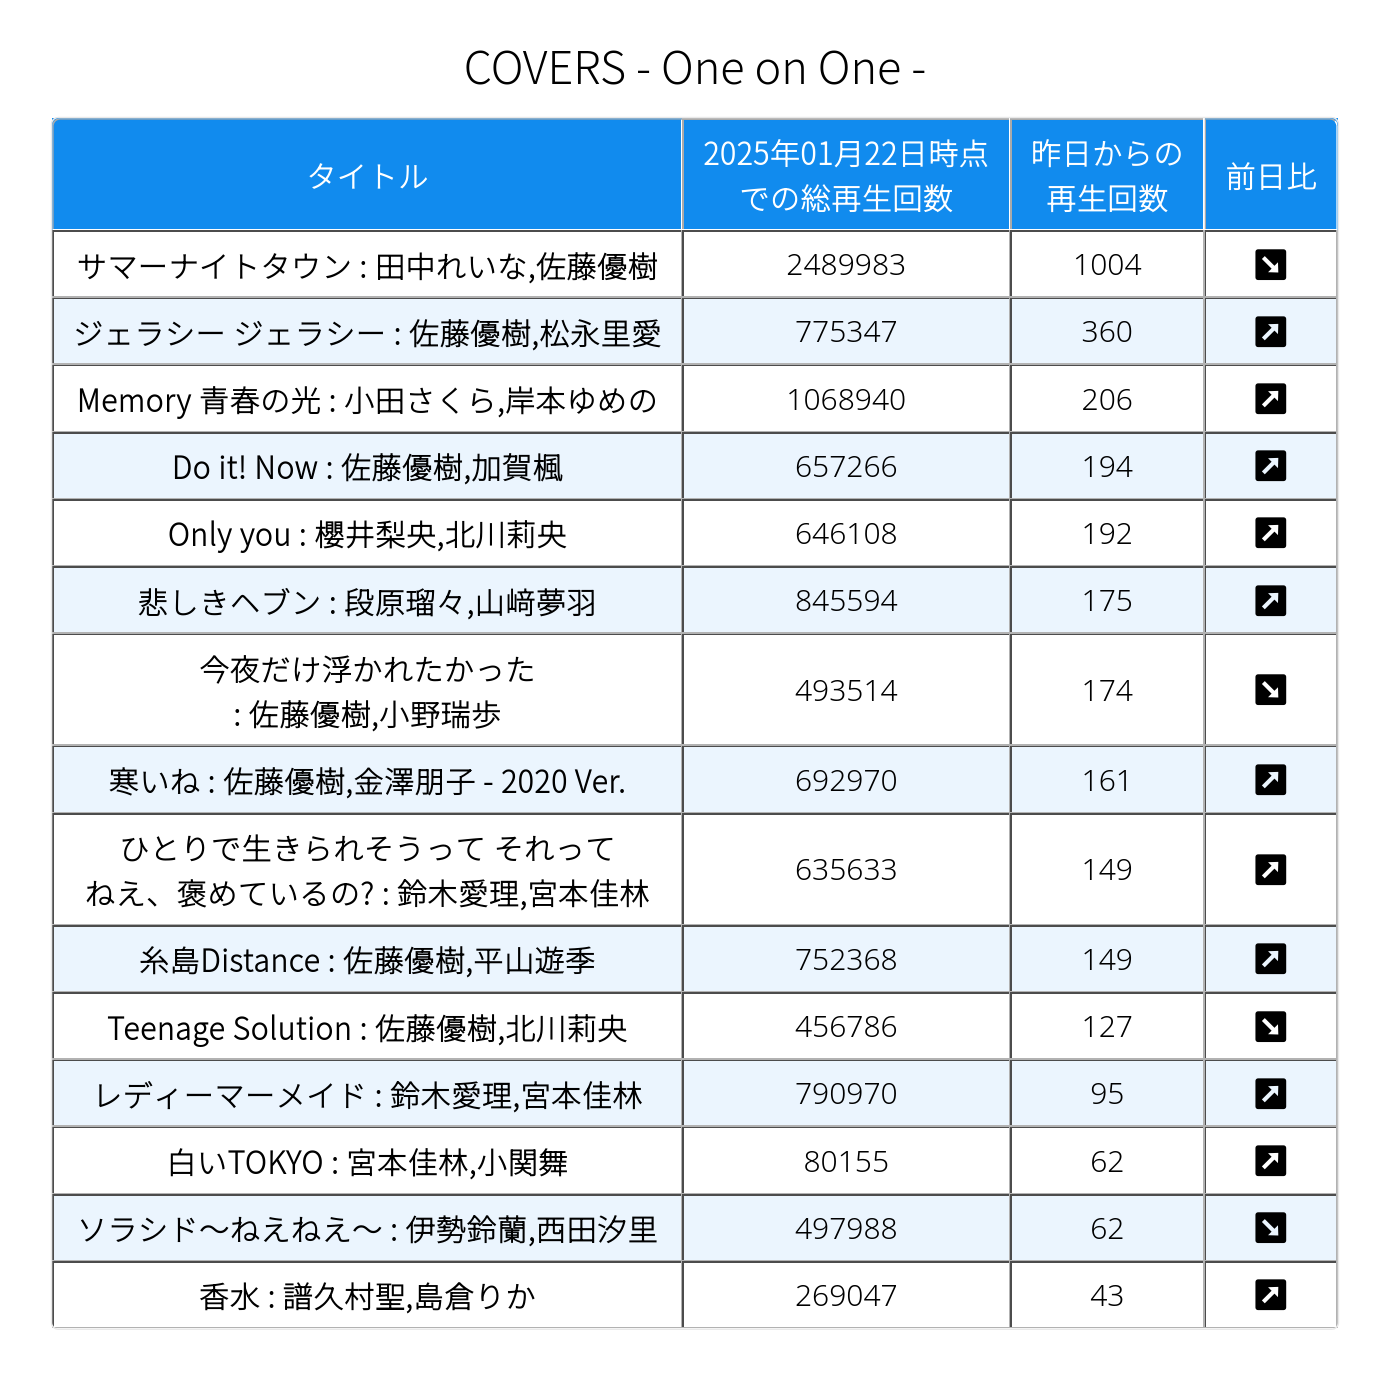 COVERS - One on One -
タイトル 2025年01月22日時点 昨日からの 前日比
での総再生回数 再生回数
サマーナイトタウン : 田中れいな,佐藤優樹 2489983 1004
ジェラシー ジェラシー : 佐藤優樹,松永里愛 775347 360
Memory 青春の光 : 小田さくら,岸本ゆめの 1068940 206
Do it! Now : 佐藤優樹,加賀楓 657266 194
Only you : 櫻井梨央,北川莉央 646108 192
悲しきヘブン : 段原瑠々,山﨑夢羽 845594 175
今夜だけ浮かれたかった
: 佐藤優樹,小野瑞歩 493514 174
寒いね : 佐藤優樹,金澤朋子 - 2020 Ver. 692970 161
ひとりで生きられそうって それって
ねえ、褒めているの? : 鈴木愛理,宮本佳林 635633 149
糸島Distance : 佐藤優樹,平山遊季 752368 149
Teenage Solution : 佐藤優樹,北川莉央 456786 127
レディーマーメイド : 鈴木愛理,宮本佳林 790970 95
白いTOKYO : 宮本佳林,小関舞 80155 62
ソラシド〜ねえねえ〜 : 伊勢鈴蘭,西田汐里 497988 62
香水 : 譜久村聖,島倉りか 269047 43